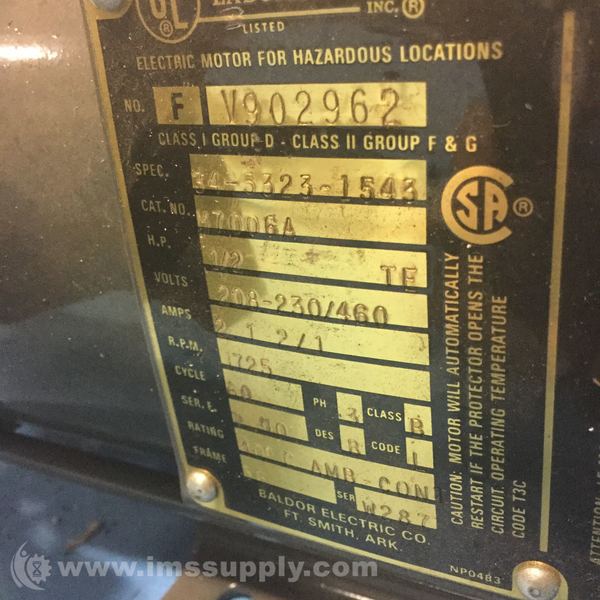 UL
INC.®
LISTED
ELECTRIC MOTOR FOR HAZARDOUS LOCATIONS
NO. F V902962
CLASS I GROUP D - CLASS II GROUP F & G
SPEC. 34-5323-1543
CAT. NO. M7006A
H.P. 1/2 TE
VOLTS 208-230/460
AMPS 2.1 2/1
R.P.M. 1725
CYCLE 60 PH 3 CLASS B
SER. F. DES B CODE L
RATING AMB-CONT
FRAME SER W287
BALDOR ELECTRIC CO.
FT. SMITH, ARK.
SA®
CAUTION: MOTOR WILL AUTOMATICALLY
RESTART IF THE PROTECTOR OPENS THE
CIRCUIT. OPERATING TEMPERATURE
CODE T3C
NP0483
www.imssupply.com